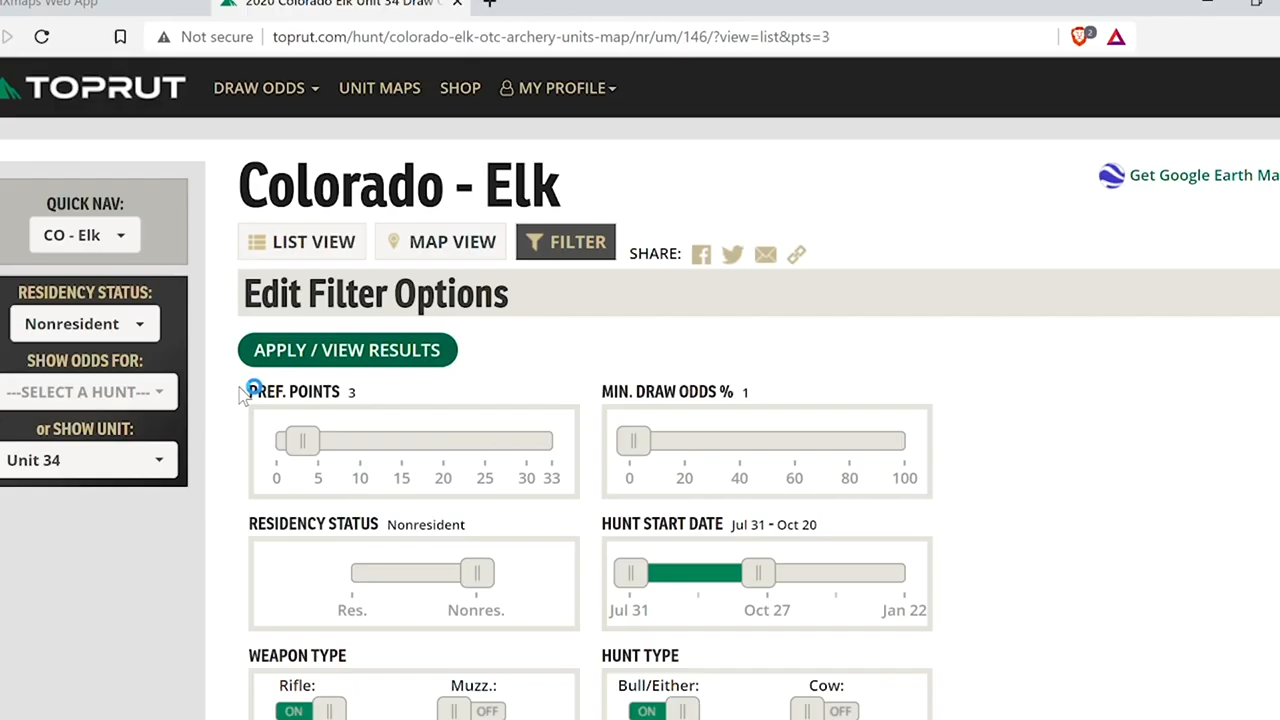 Xmaps Web App
2020 Colorado Elk Unit 34 Draw
Not secure toprut.com/hunt/colorado-elk-otc-archery-units-map/nr/um/146/?view=list&pts=3
2
TOPRUT DRAW ODDS UNIT MAPS SHOP MY PROFILE
Colorado - Elk
Get Google Earth Ma
QUICK NAV:
CO - Elk
LIST VIEW MAP VIEW FILTER SHARE:
RESIDENCY STATUS:
Nonresident
SHOW ODDS FOR:
---SELECT A HUNT---
or SHOW UNIT:
Unit 34
Edit Filter Options
APPLY / VIEW RESULTS
PREF. POINTS 3
0 5 10 15 20 25 30 33
MIN. DRAW ODDS % 1
0 20 40 60 80 100
RESIDENCY STATUS Nonresident
Res. Nonres.
HUNT START DATE Jul 31 - Oct 20
Jul 31 Oct 27 Jan 22
WEAPON TYPE
Rifle: Muzz.:
ON OFF
HUNT TYPE
Bull/Either: Cow:
ON OFF